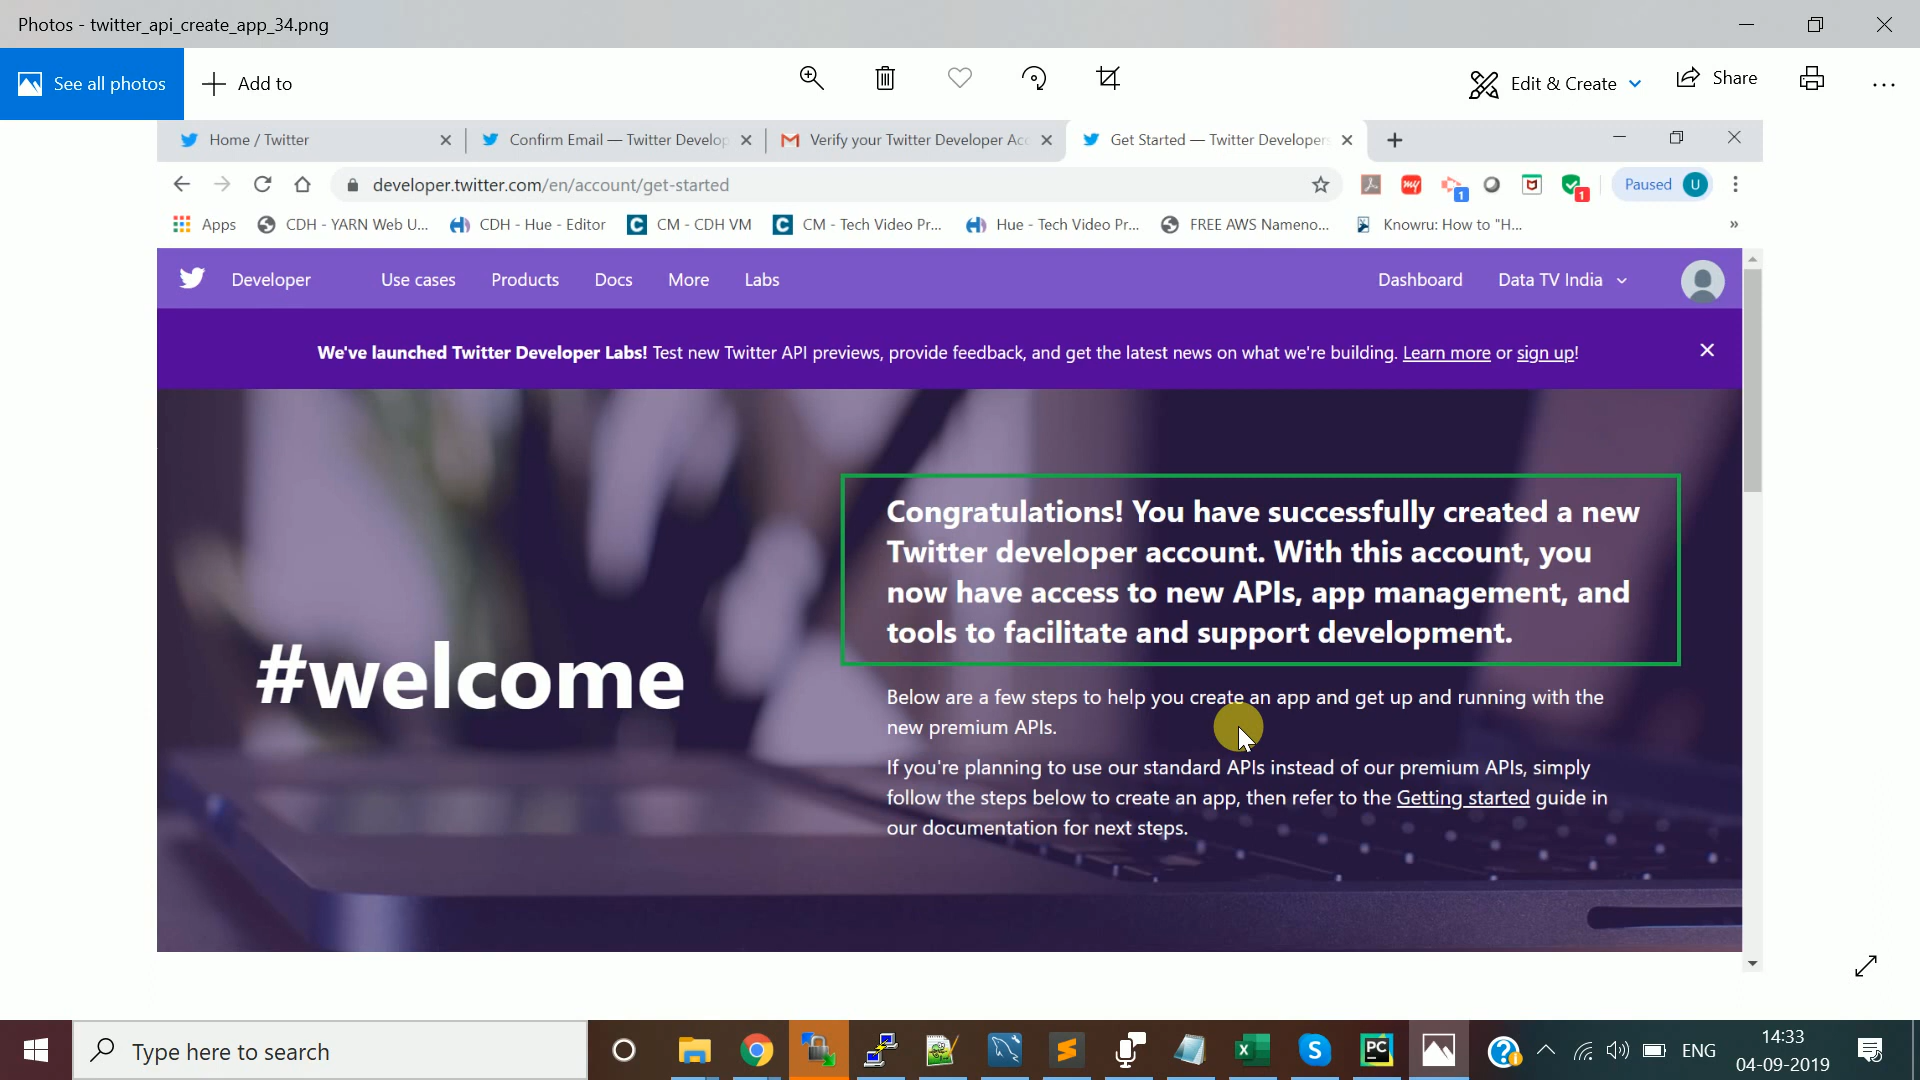 Photos - twitter_api_create_app_34.png
See all photos
Add to
Edit & Create
Share
Home / Twitter
Confirm Email — Twitter Develop
Verify your Twitter Developer Acc
Get Started — Twitter Developers
developer.twitter.com/en/account/get-started
Paused U
Apps
CDH - YARN Web U...
CDH - Hue - Editor
CM - CDH VM
CM - Tech Video Pr...
Hue - Tech Video Pr...
FREE AWS Nameno...
Knowru: How to "H...
Developer
Use cases
Products
Docs
More
Labs
Dashboard
Data TV India
We've launched Twitter Developer Labs! Test new Twitter API previews, provide feedback, and get the latest news on what we're building. Learn more or sign up!
#welcome
Congratulations! You have successfully created a new
Twitter developer account. With this account, you
now have access to new APIs, app management, and
tools to facilitate and support development.
Below are a few steps to help you create an app and get up and running with the
new premium APIs.
If you're planning to use our standard APIs instead of our premium APIs, simply
follow the steps below to create an app, then refer to the Getting started guide in
our documentation for next steps.
Type here to search
ENG
14:33
04-09-2019